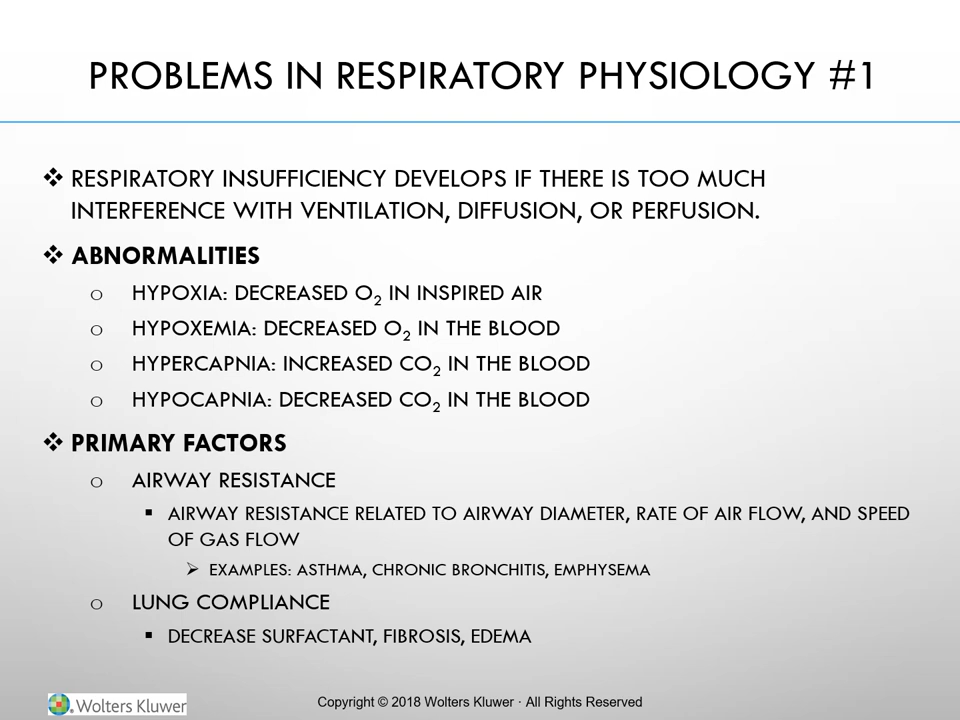 PROBLEMS IN RESPIRATORY PHYSIOLOGY #1
❖ RESPIRATORY INSUFFICIENCY DEVELOPS IF THERE IS TOO MUCH
INTERFERENCE WITH VENTILATION, DIFFUSION, OR PERFUSION.
❖ ABNORMALITIES
o HYPOXIA: DECREASED O₂ IN INSPIRED AIR
o HYPOXEMIA: DECREASED O₂ IN THE BLOOD
o HYPERCAPNIA: INCREASED CO₂ IN THE BLOOD
o HYPOCAPNIA: DECREASED CO₂ IN THE BLOOD
❖ PRIMARY FACTORS
o AIRWAY RESISTANCE
▪ AIRWAY RESISTANCE RELATED TO AIRWAY DIAMETER, RATE OF AIR FLOW, AND SPEED
OF GAS FLOW
➢ EXAMPLES: ASTHMA, CHRONIC BRONCHITIS, EMPHYSEMA
o LUNG COMPLIANCE
▪ DECREASE SURFACTANT, FIBROSIS, EDEMA
Wolters Kluwer
Copyright © 2018 Wolters Kluwer · All Rights Reserved